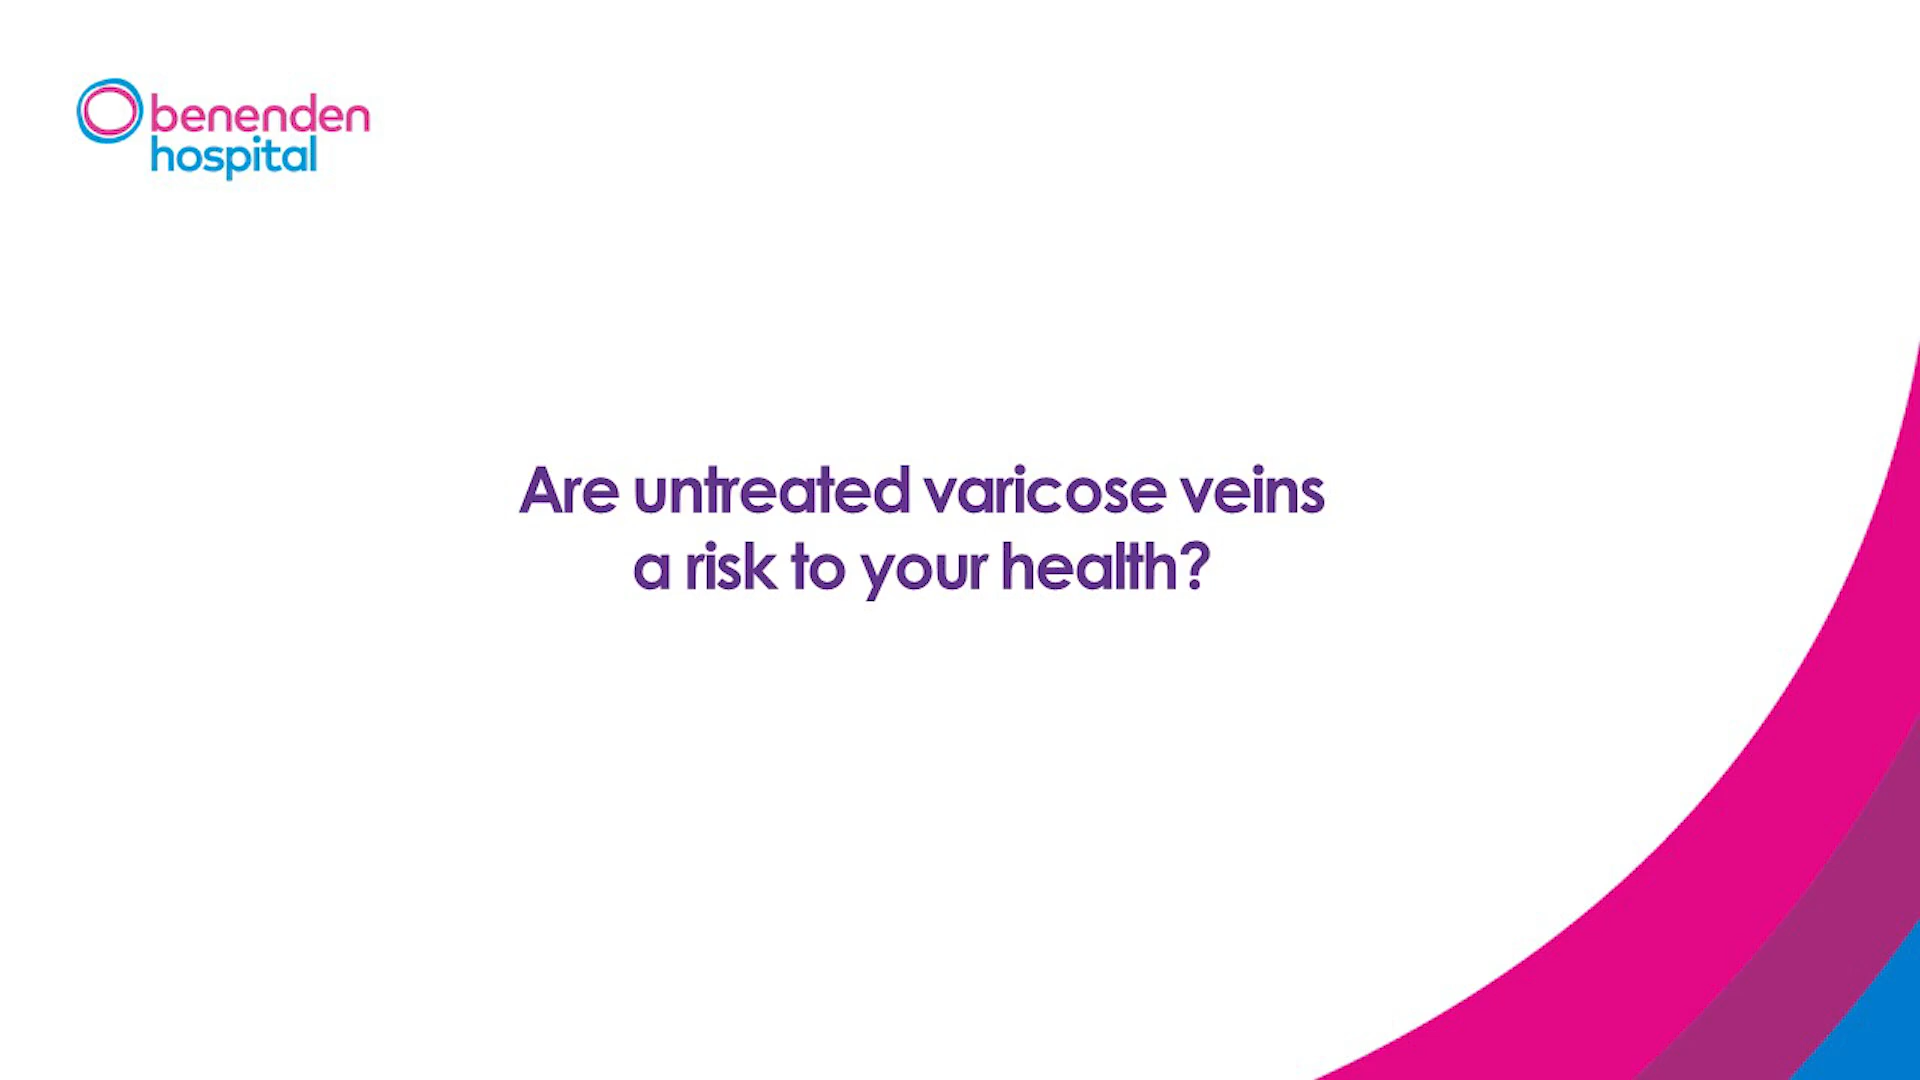 benenden
hospital
Are untreated varicose veins
a risk to your health?